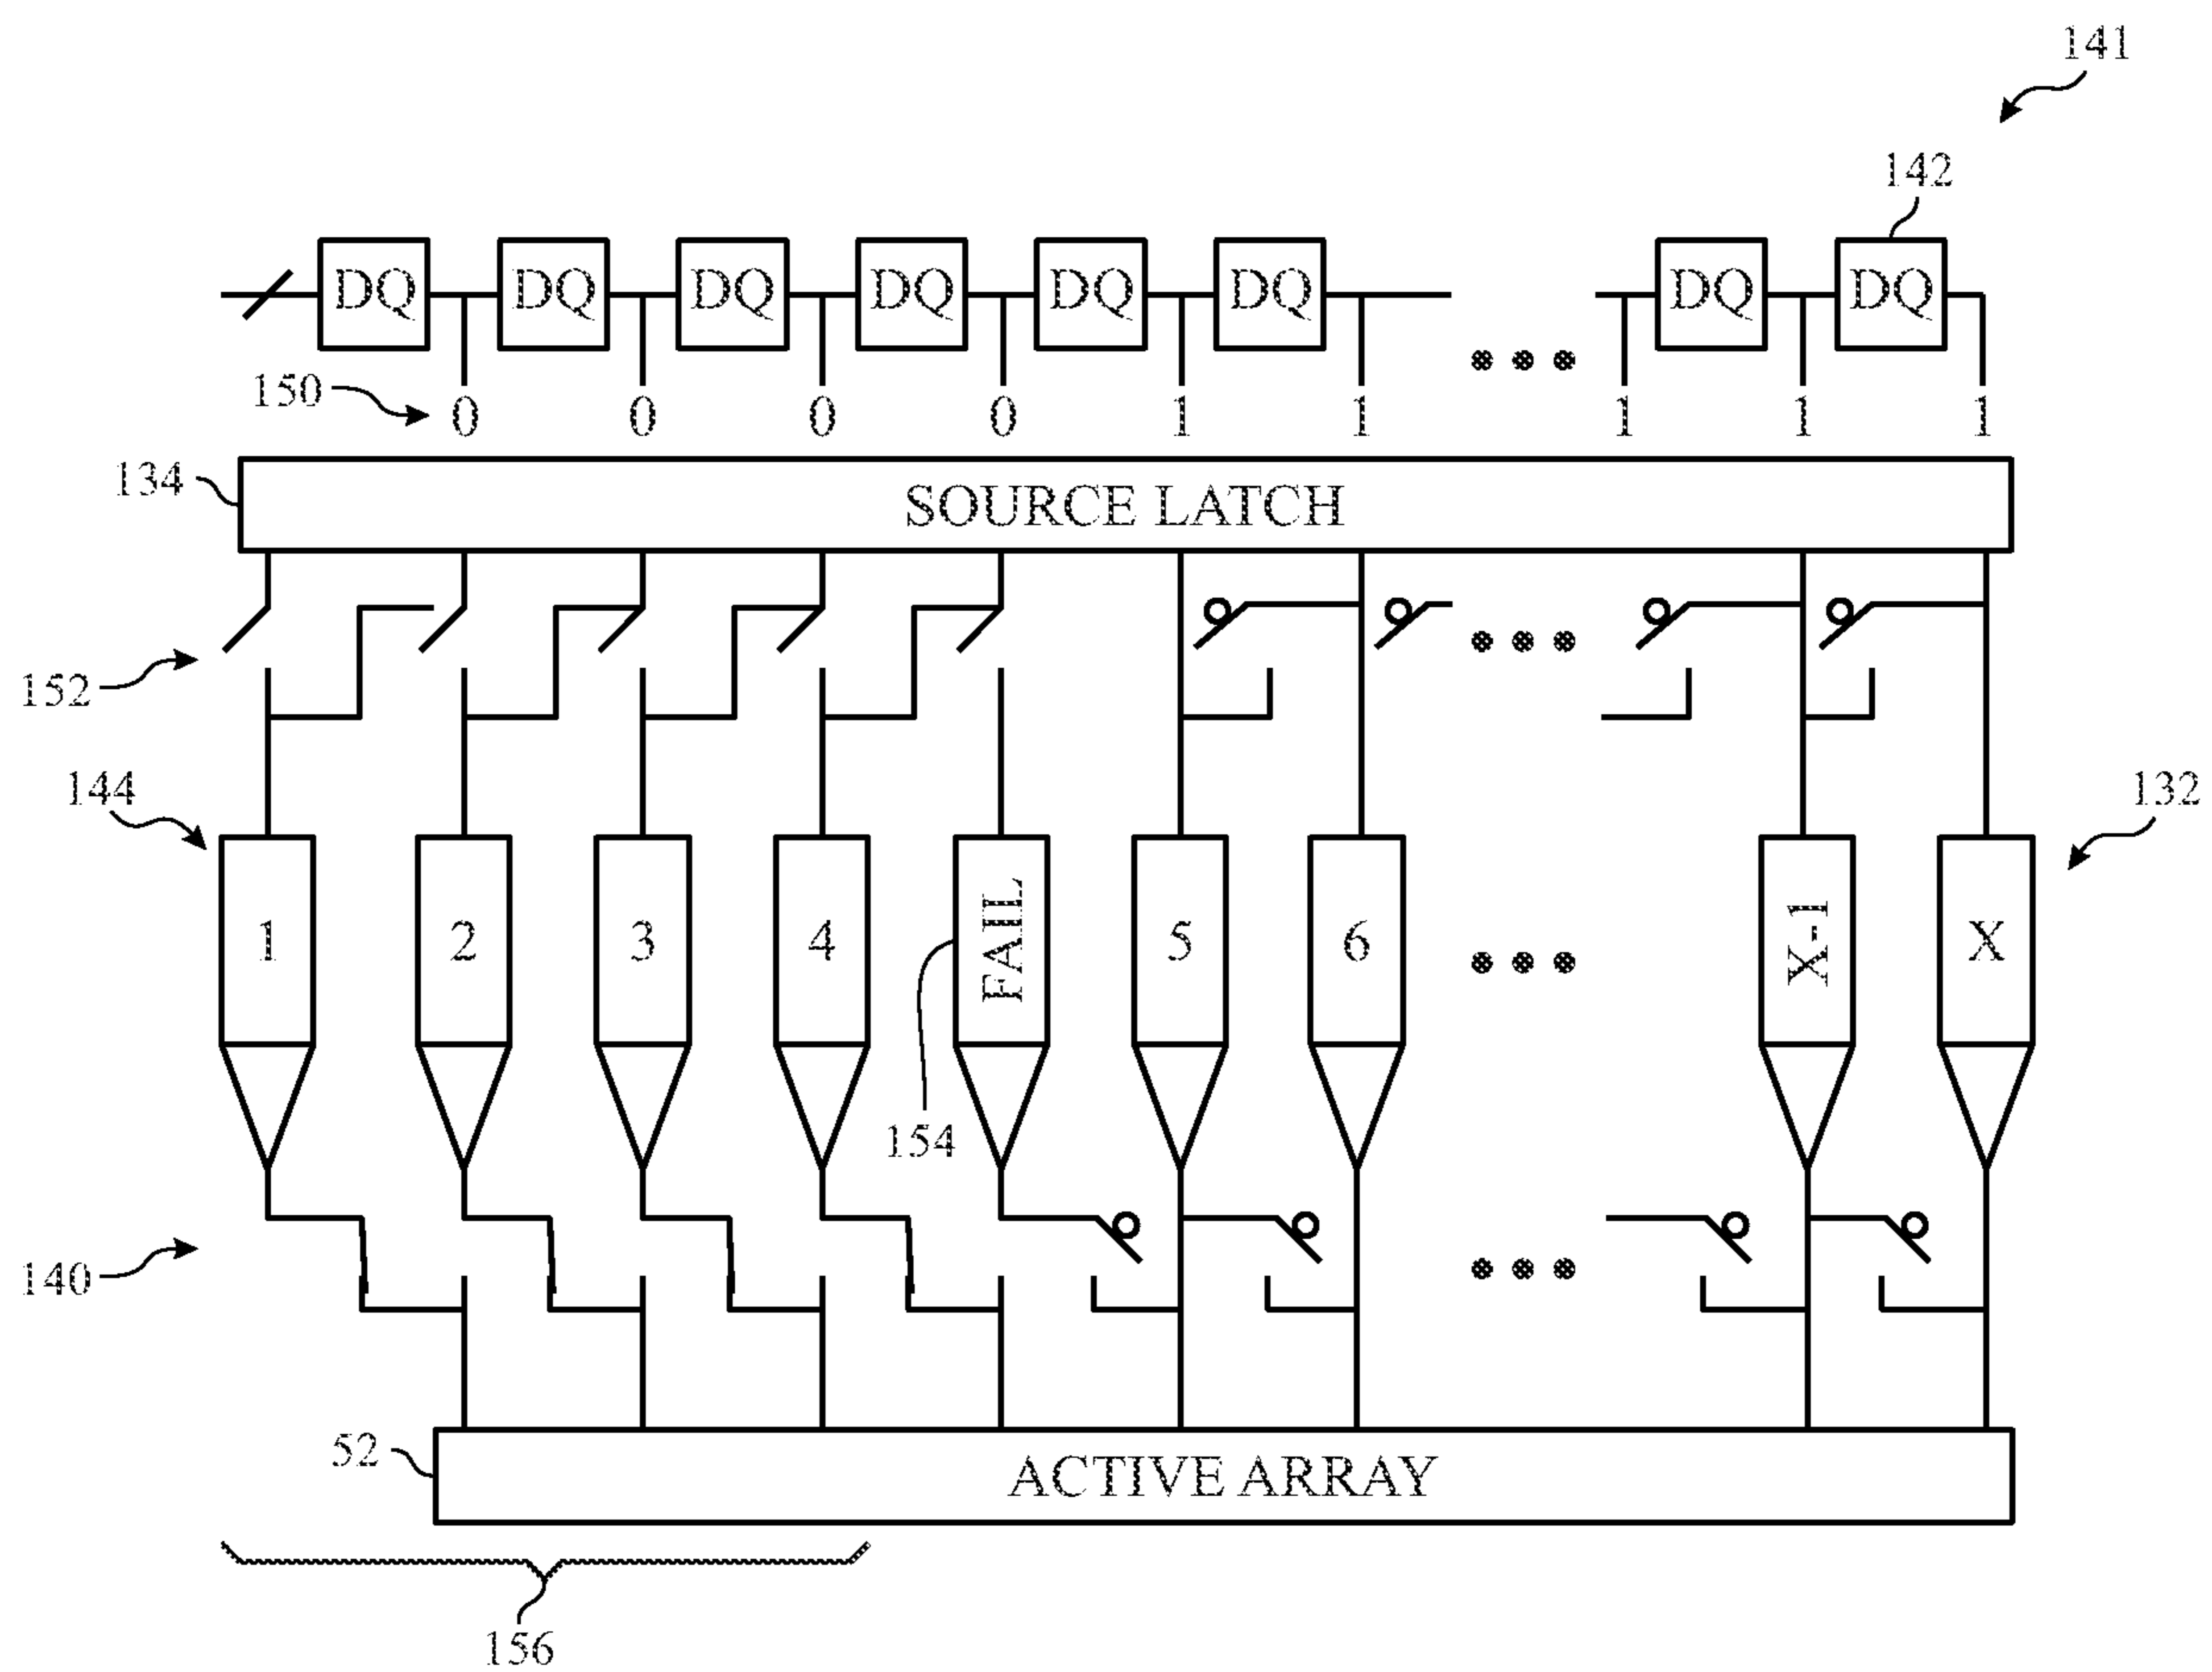 141
142
DQ DQ DQ DQ DQ DQ DQ DQ
150 0 0 0 0 1 1 1 1 1
134 SOURCE LATCH
152
144
132
1 2 3 4 FAIL 5 6 X-1 X
154
140
52 ACTIVE ARRAY
156